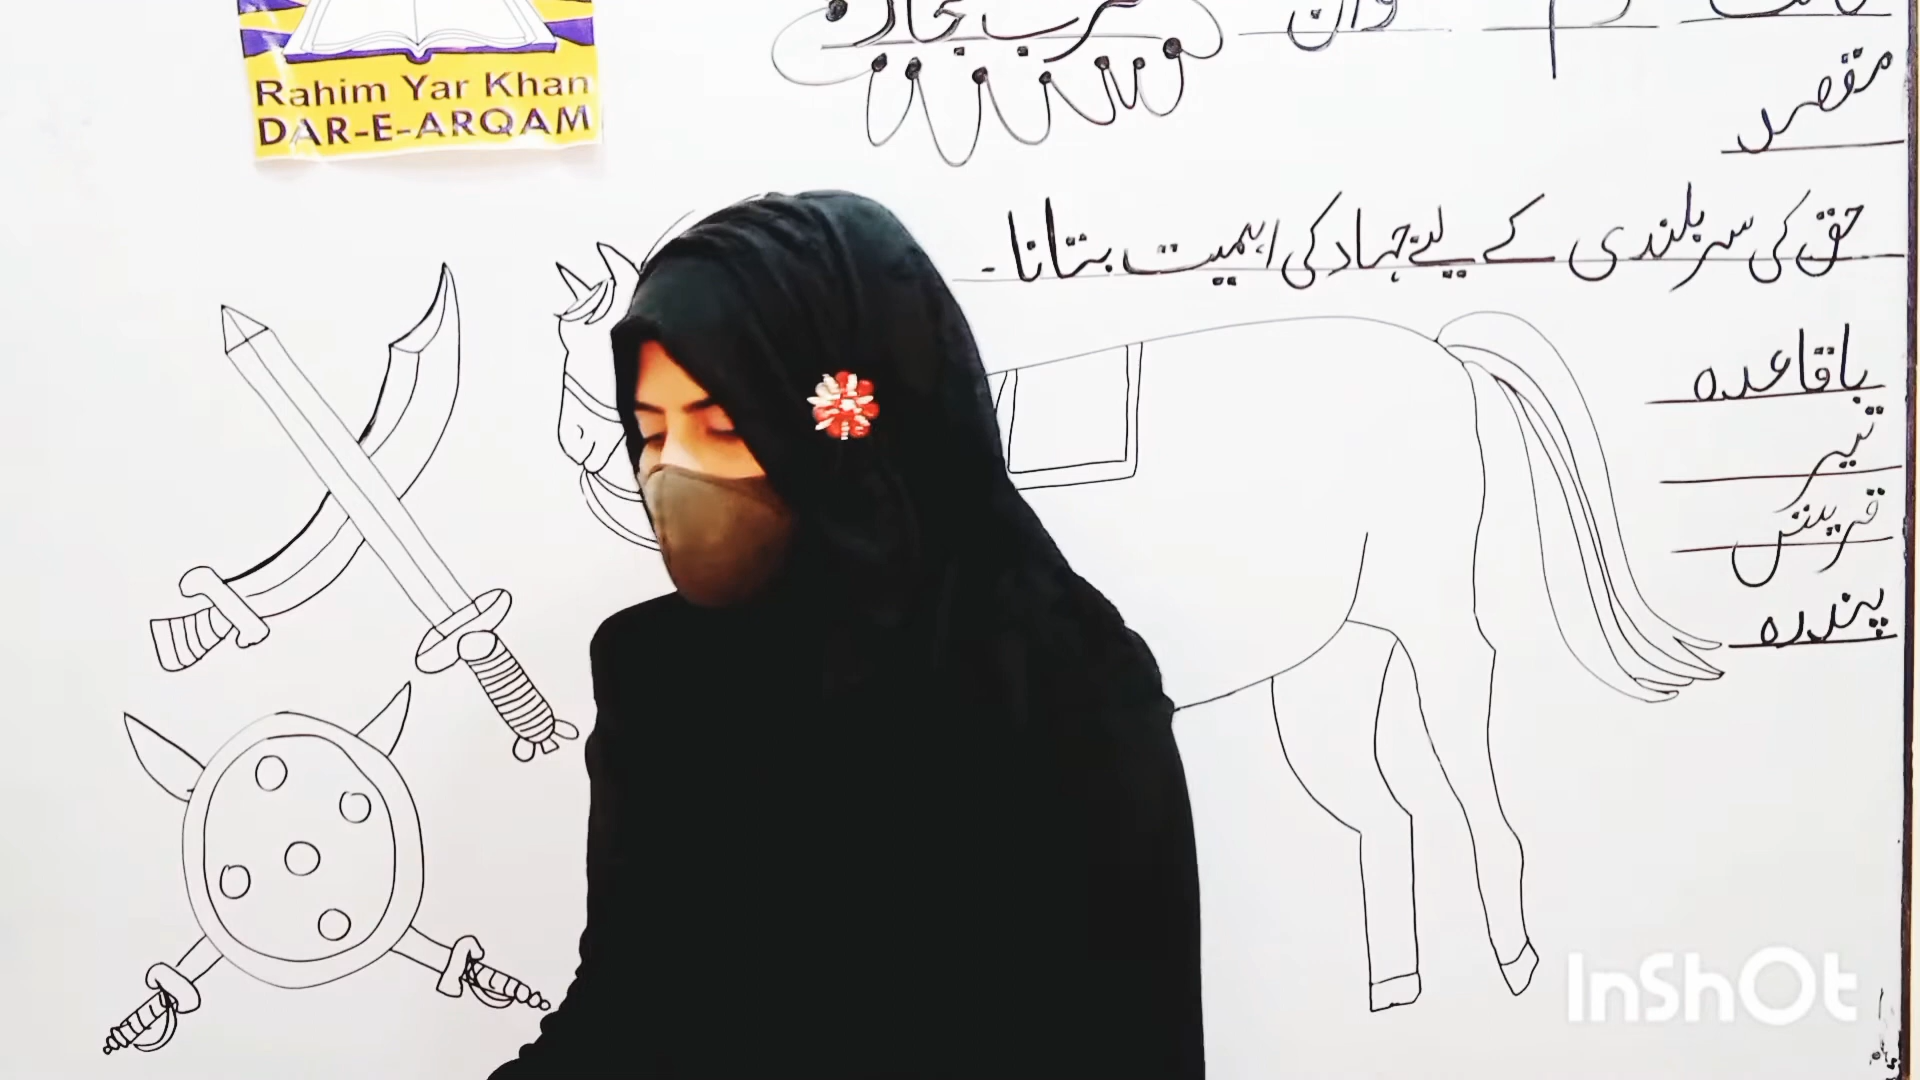 Rahim Yar Khan
DAR-E-ARQAM
مقصد
حق کی سربلندی کے لیے جہاد کی اہمیت بتانا۔
باقاعدہ
تیر
قریش
پندرہ
InShOt